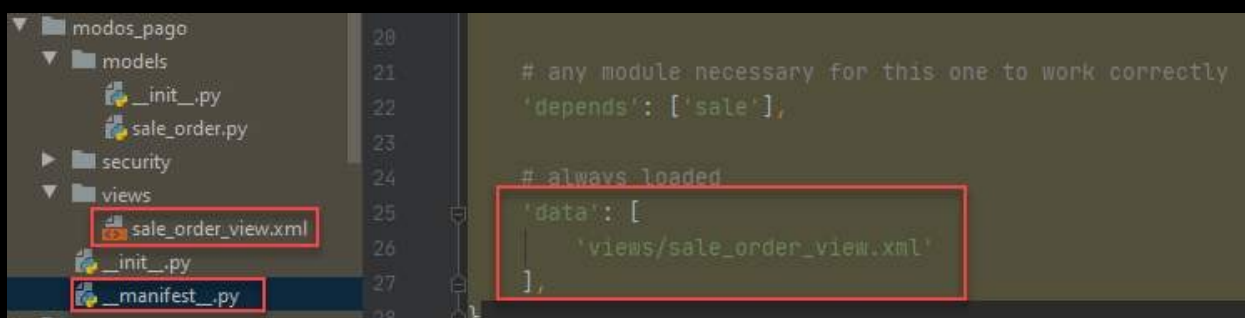 modos_pago
models
__init__.py
sale_order.py
security
views
sale_order_view.xml
__init__.py
__manifest__.py
20
21 # any module necessary for this one to work correctly
22 'depends': ['sale'],
23
24 # always loaded
25 'data': [
26 'views/sale_order_view.xml'
27 ],
28 }